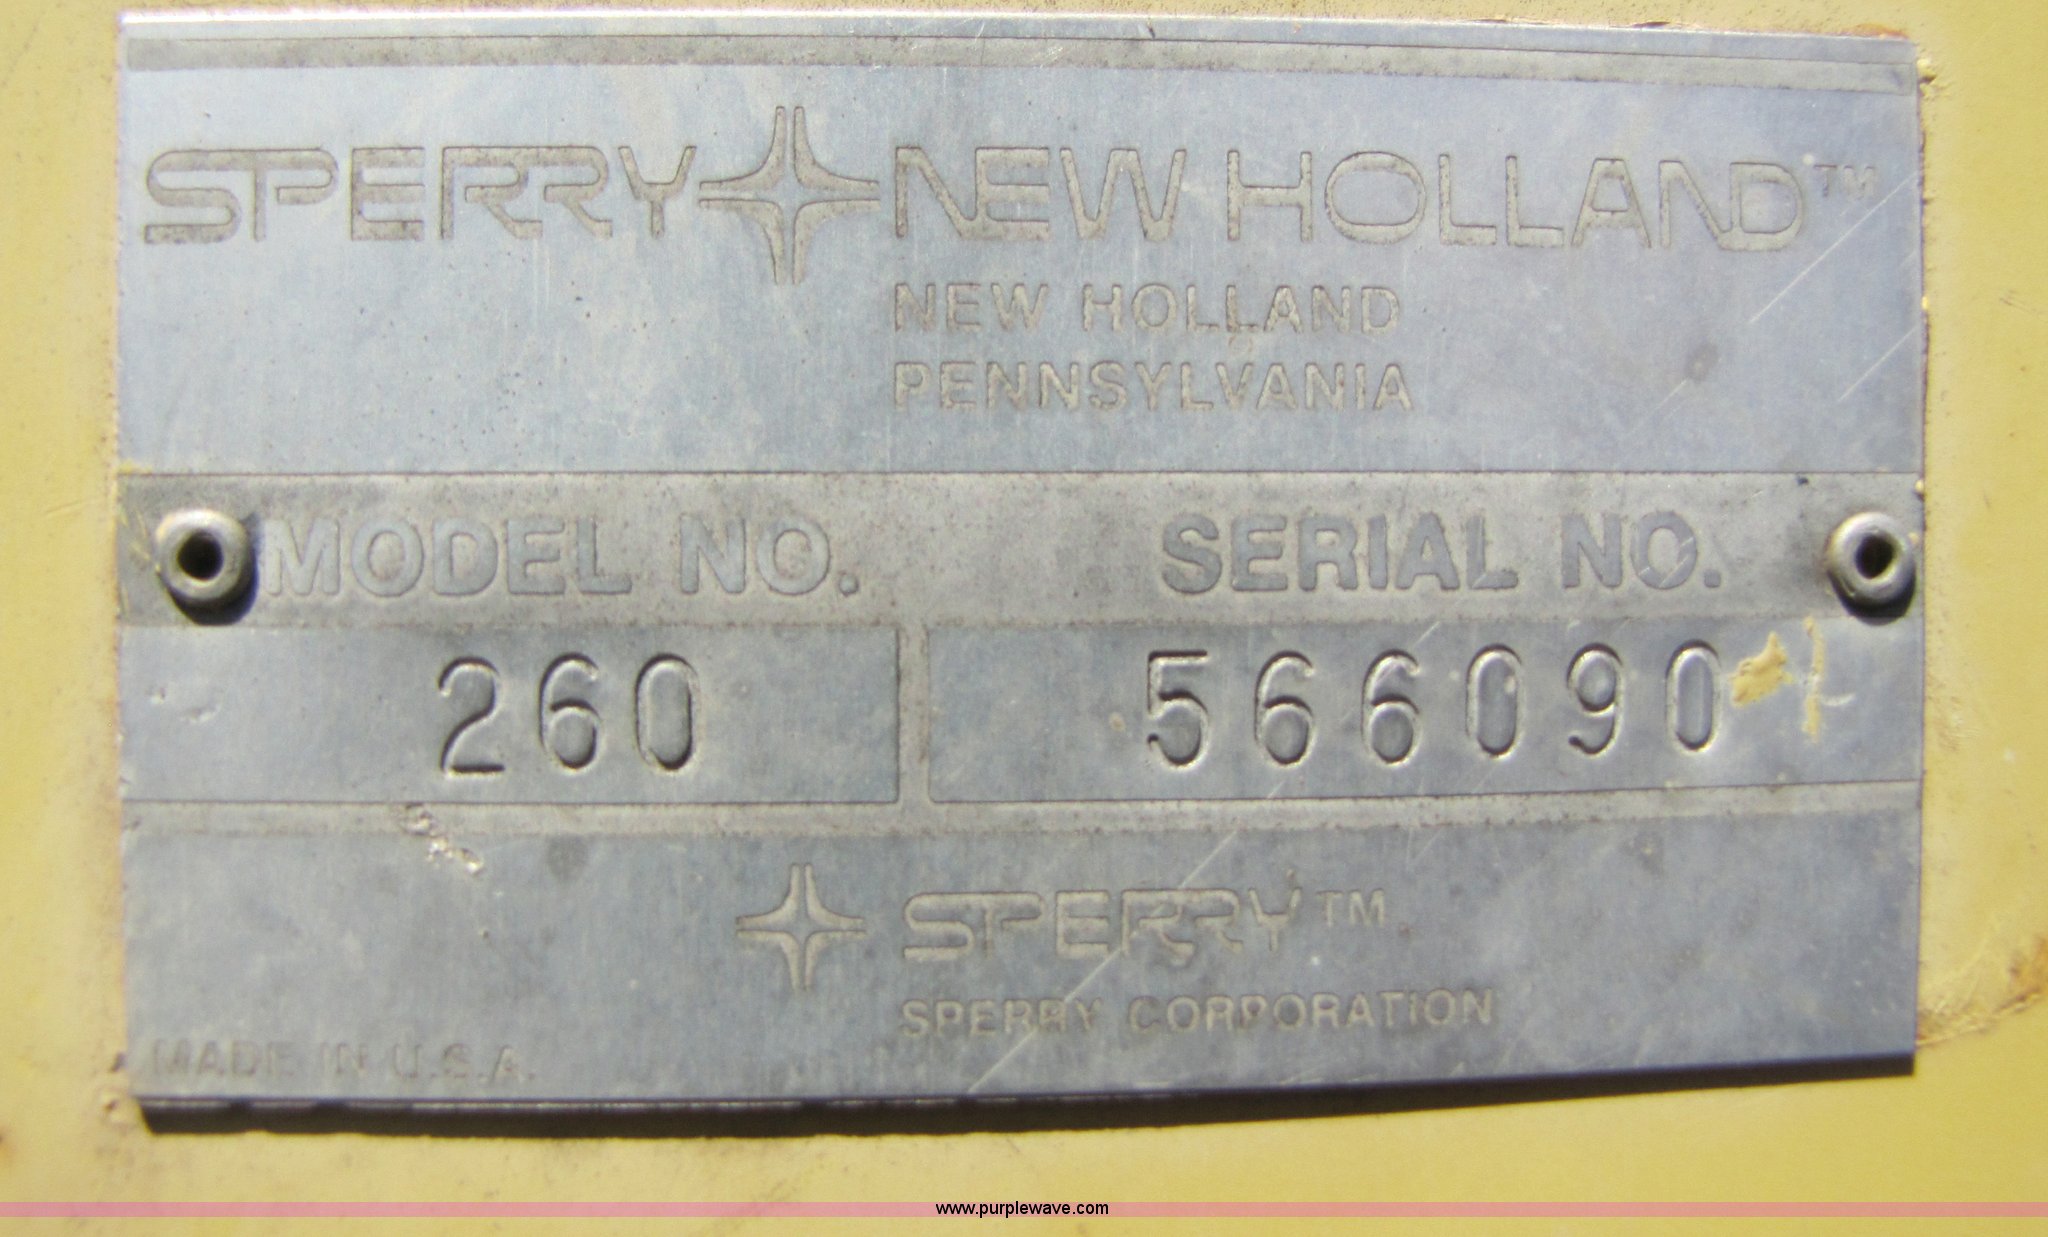 SPERRY NEW HOLLAND™
NEW HOLLAND
PENNSYLVANIA
MODEL NO. SERIAL NO.
260 566090
SPERRY™
SPERRY CORPORATION
MADE IN U.S.A.
www.purplewave.com